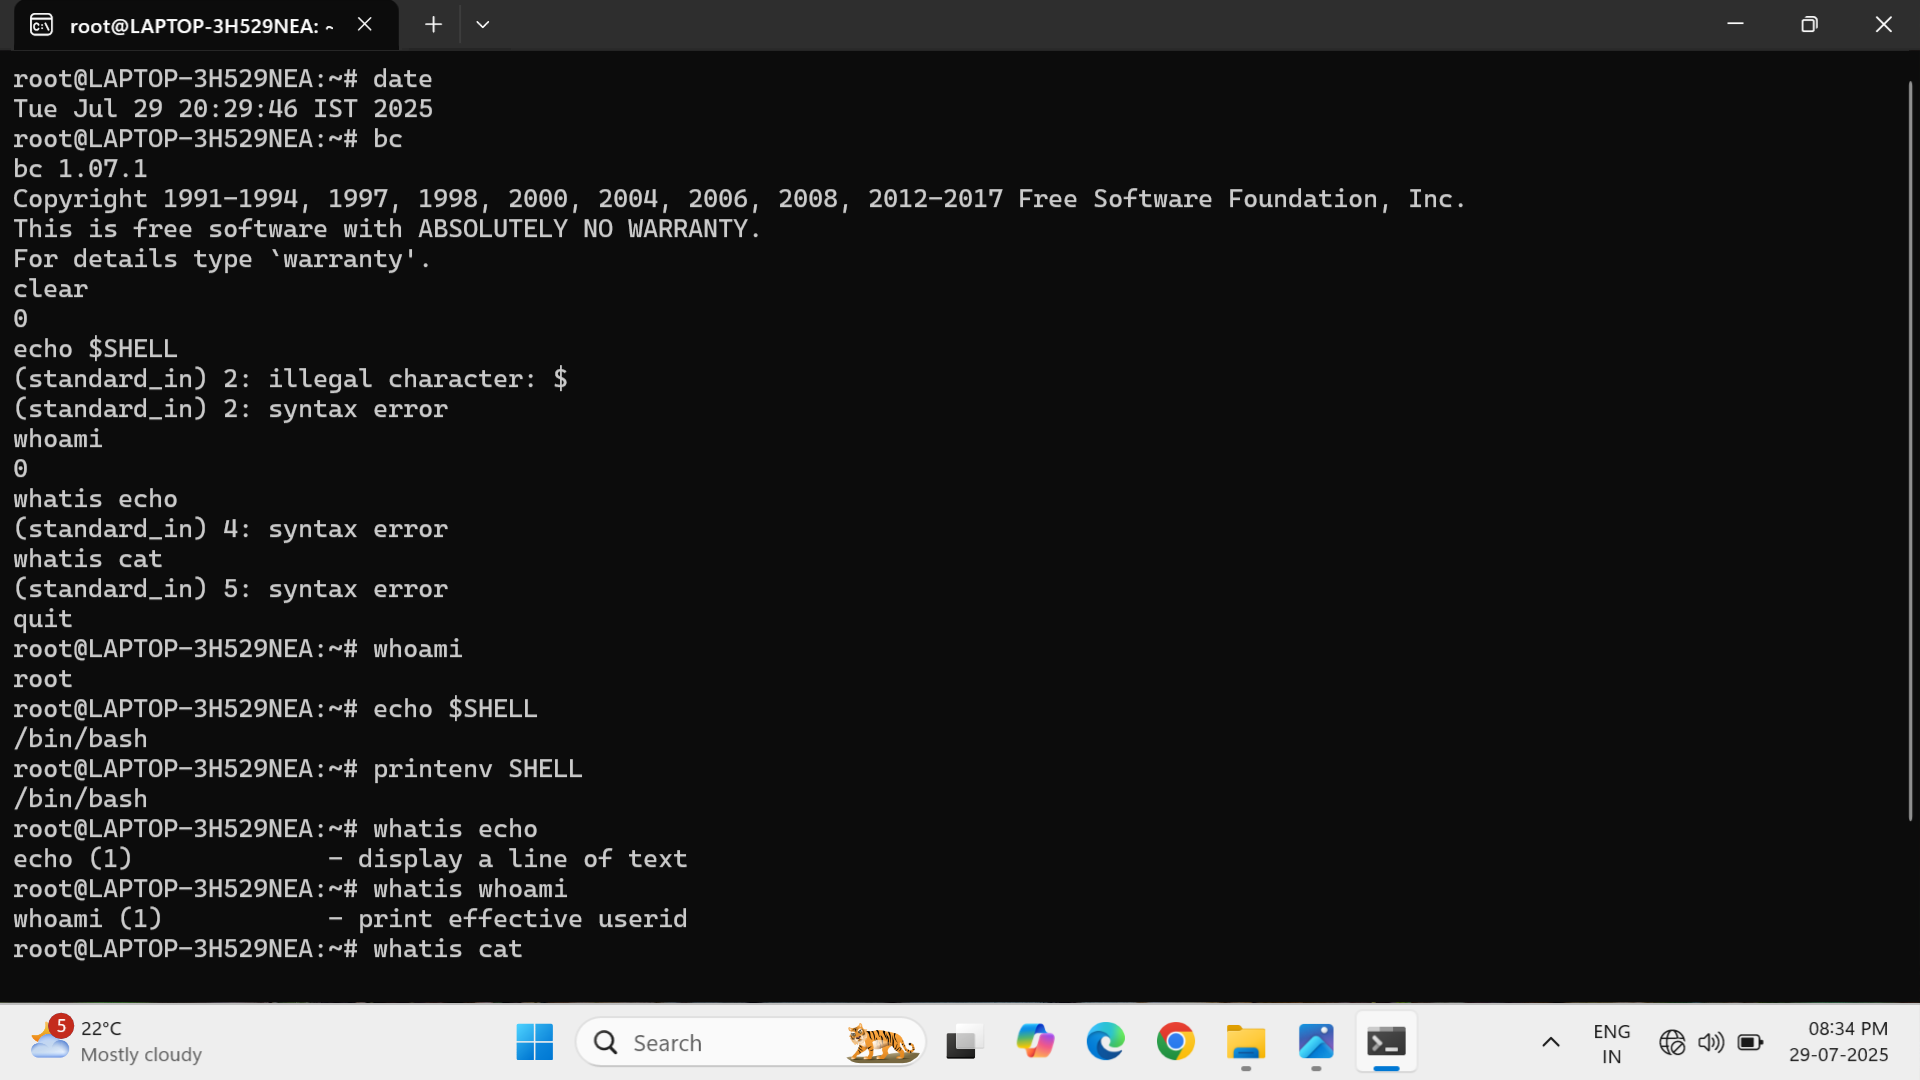 root@LAPTOP-3H529NEA: ~
root@LAPTOP-3H529NEA:~# date
Tue Jul 29 20:29:46 IST 2025
root@LAPTOP-3H529NEA:~# bc
bc 1.07.1
Copyright 1991-1994, 1997, 1998, 2000, 2004, 2006, 2008, 2012-2017 Free Software Foundation, Inc.
This is free software with ABSOLUTELY NO WARRANTY.
For details type `warranty'.
clear
0
echo $SHELL
(standard_in) 2: illegal character: $
(standard_in) 2: syntax error
whoami
0
whatis echo
(standard_in) 4: syntax error
whatis cat
(standard_in) 5: syntax error
quit
root@LAPTOP-3H529NEA:~# whoami
root
root@LAPTOP-3H529NEA:~# echo $SHELL
/bin/bash
root@LAPTOP-3H529NEA:~# printenv SHELL
/bin/bash
root@LAPTOP-3H529NEA:~# whatis echo
echo (1)             - display a line of text
root@LAPTOP-3H529NEA:~# whatis whoami
whoami (1)           - print effective userid
root@LAPTOP-3H529NEA:~# whatis cat
5
22°C
Mostly cloudy
Search
ENG
IN
08:34 PM
29-07-2025